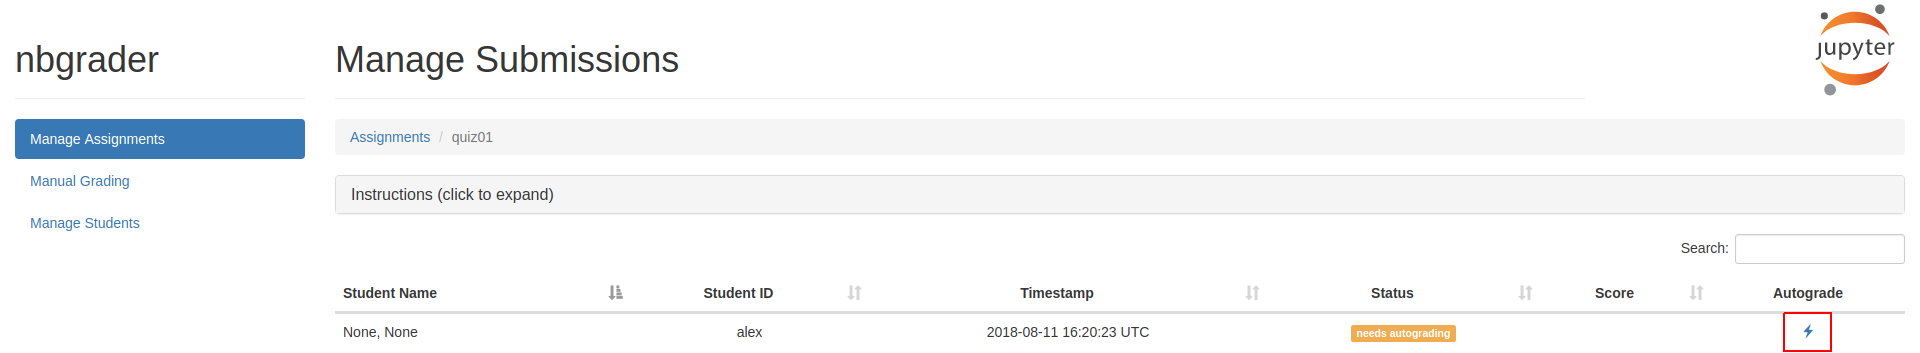 nbgrader
Manage Submissions
jupyter
Manage Assignments
Manual Grading
Manage Students
Assignments / quiz01
Instructions (click to expand)
Search:
Student Name Student ID Timestamp Status Score Autograde
None, None alex 2018-08-11 16:20:23 UTC needs autograding